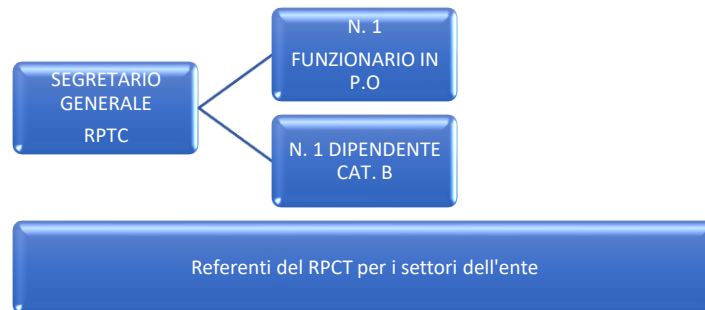 SEGRETARIO
GENERALE
RPTC
N. 1
FUNZIONARIO IN
P.O
N. 1 DIPENDENTE
CAT. B
Referenti del RPCT per i settori dell'ente